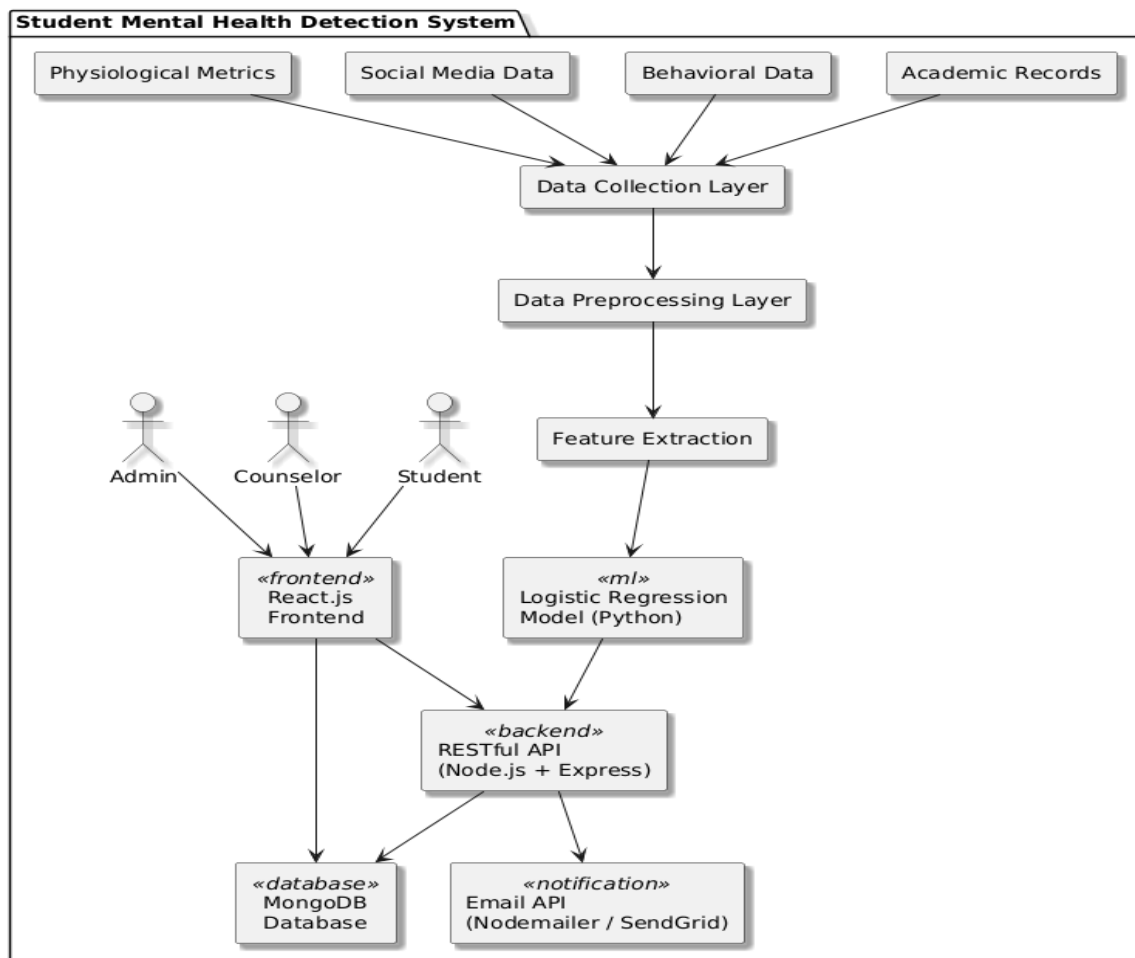 Student Mental Health Detection System
Physiological Metrics
Social Media Data
Behavioral Data
Academic Records
Data Collection Layer
Data Preprocessing Layer
Feature Extraction
Admin
Counselor
Student
«frontend»
React.js
Frontend
«ml»
Logistic Regression
Model (Python)
«backend»
RESTful API
(Node.js + Express)
«database»
MongoDB
Database
«notification»
Email API
(Nodemailer / SendGrid)